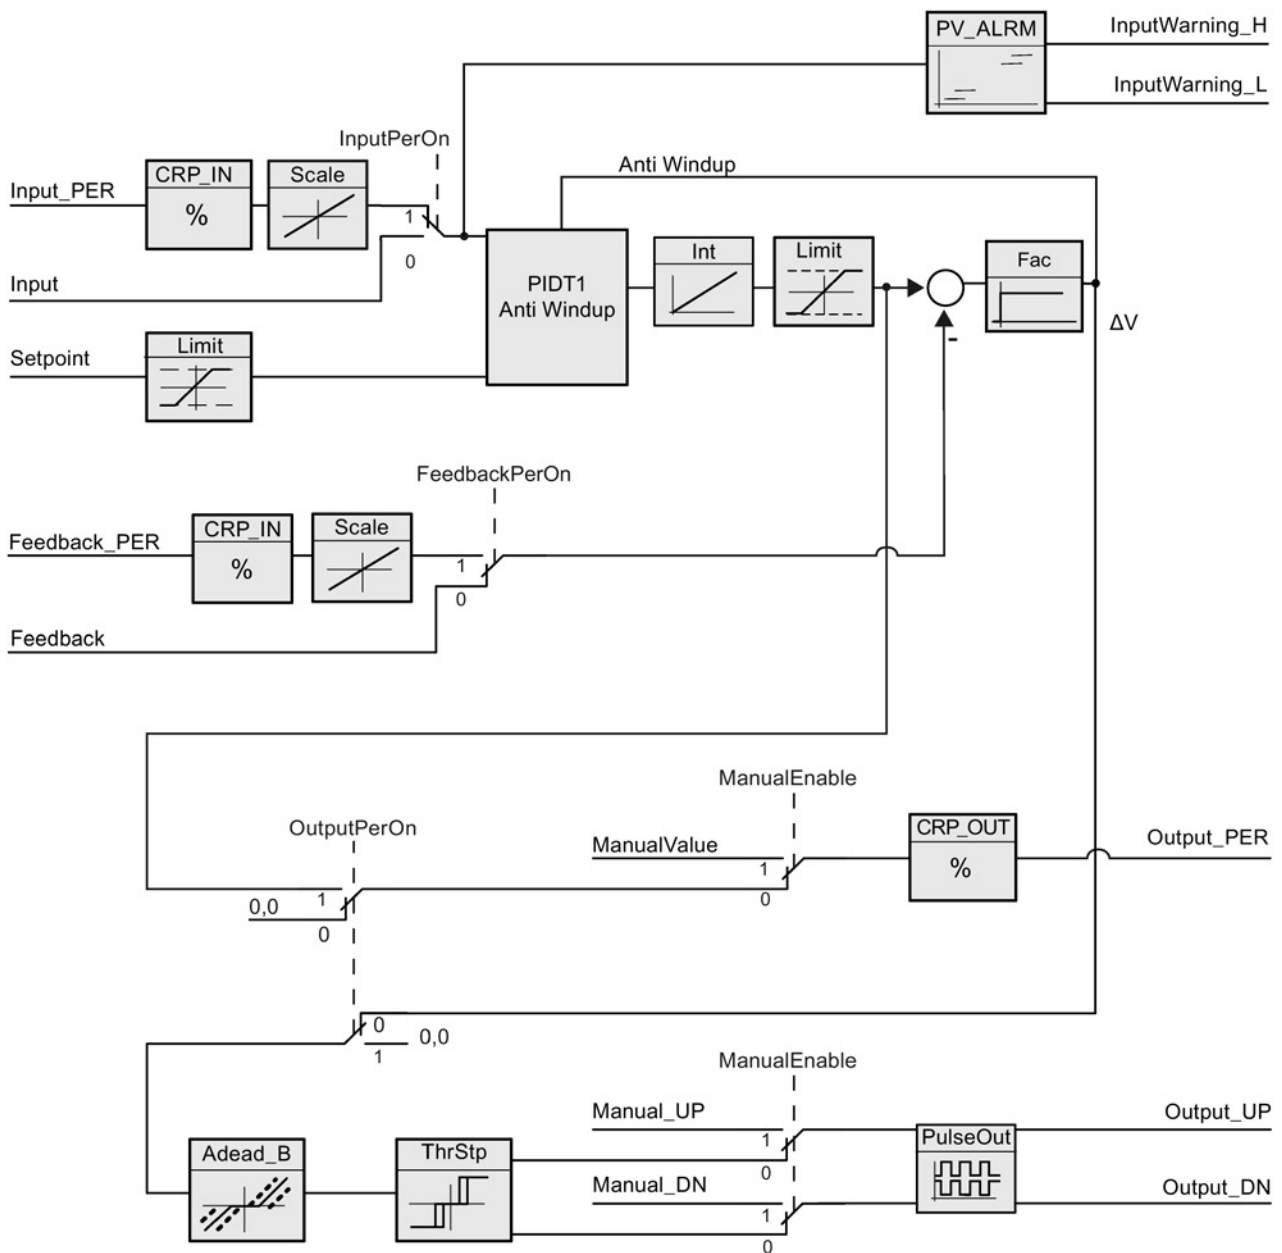 PV_ALRM
InputWarning_H
InputWarning_L
InputPerOn
Anti Windup
Input_PER
CRP_IN
%
Scale
1
0
Input
PIDT1
Anti Windup
Int
Limit
Fac
ΔV
-
Setpoint
Limit
FeedbackPerOn
Feedback_PER
CRP_IN
%
Scale
1
0
Feedback
ManualEnable
OutputPerOn
ManualValue
1
0
CRP_OUT
%
Output_PER
0,0
1
0
0
1
0,0
ManualEnable
Manual_UP
1
0
Output_UP
Adead_B
ThrStp
PulseOut
Manual_DN
1
0
Output_DN